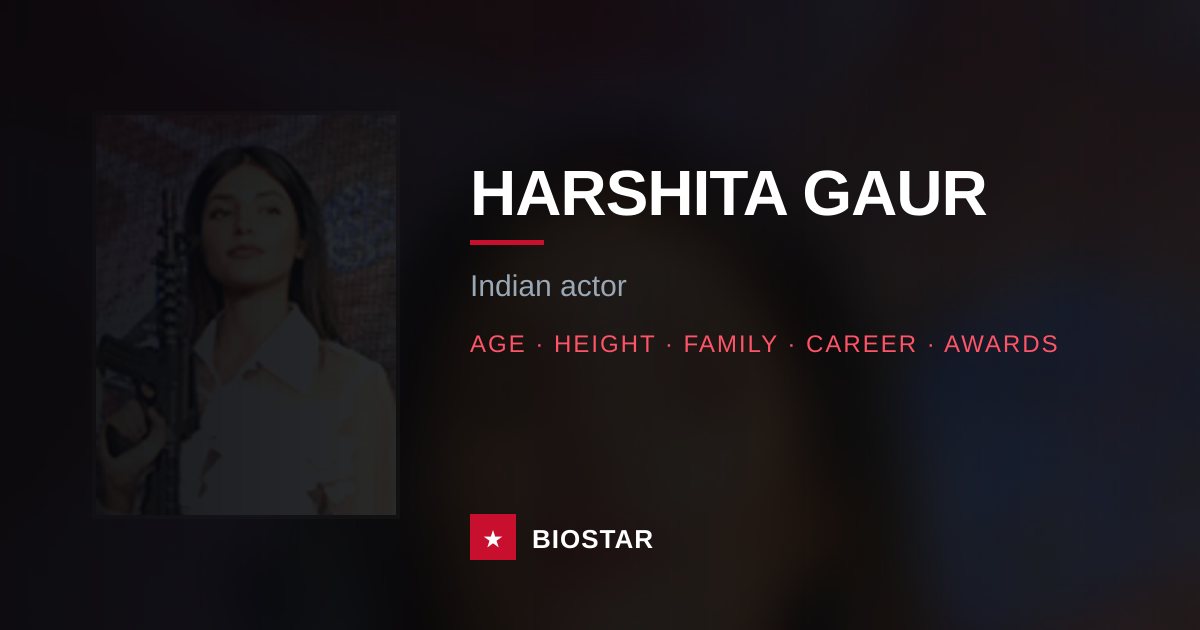 HARSHITA GAUR
Indian actor
AGE · HEIGHT · FAMILY · CAREER · AWARDS
BIOSTAR